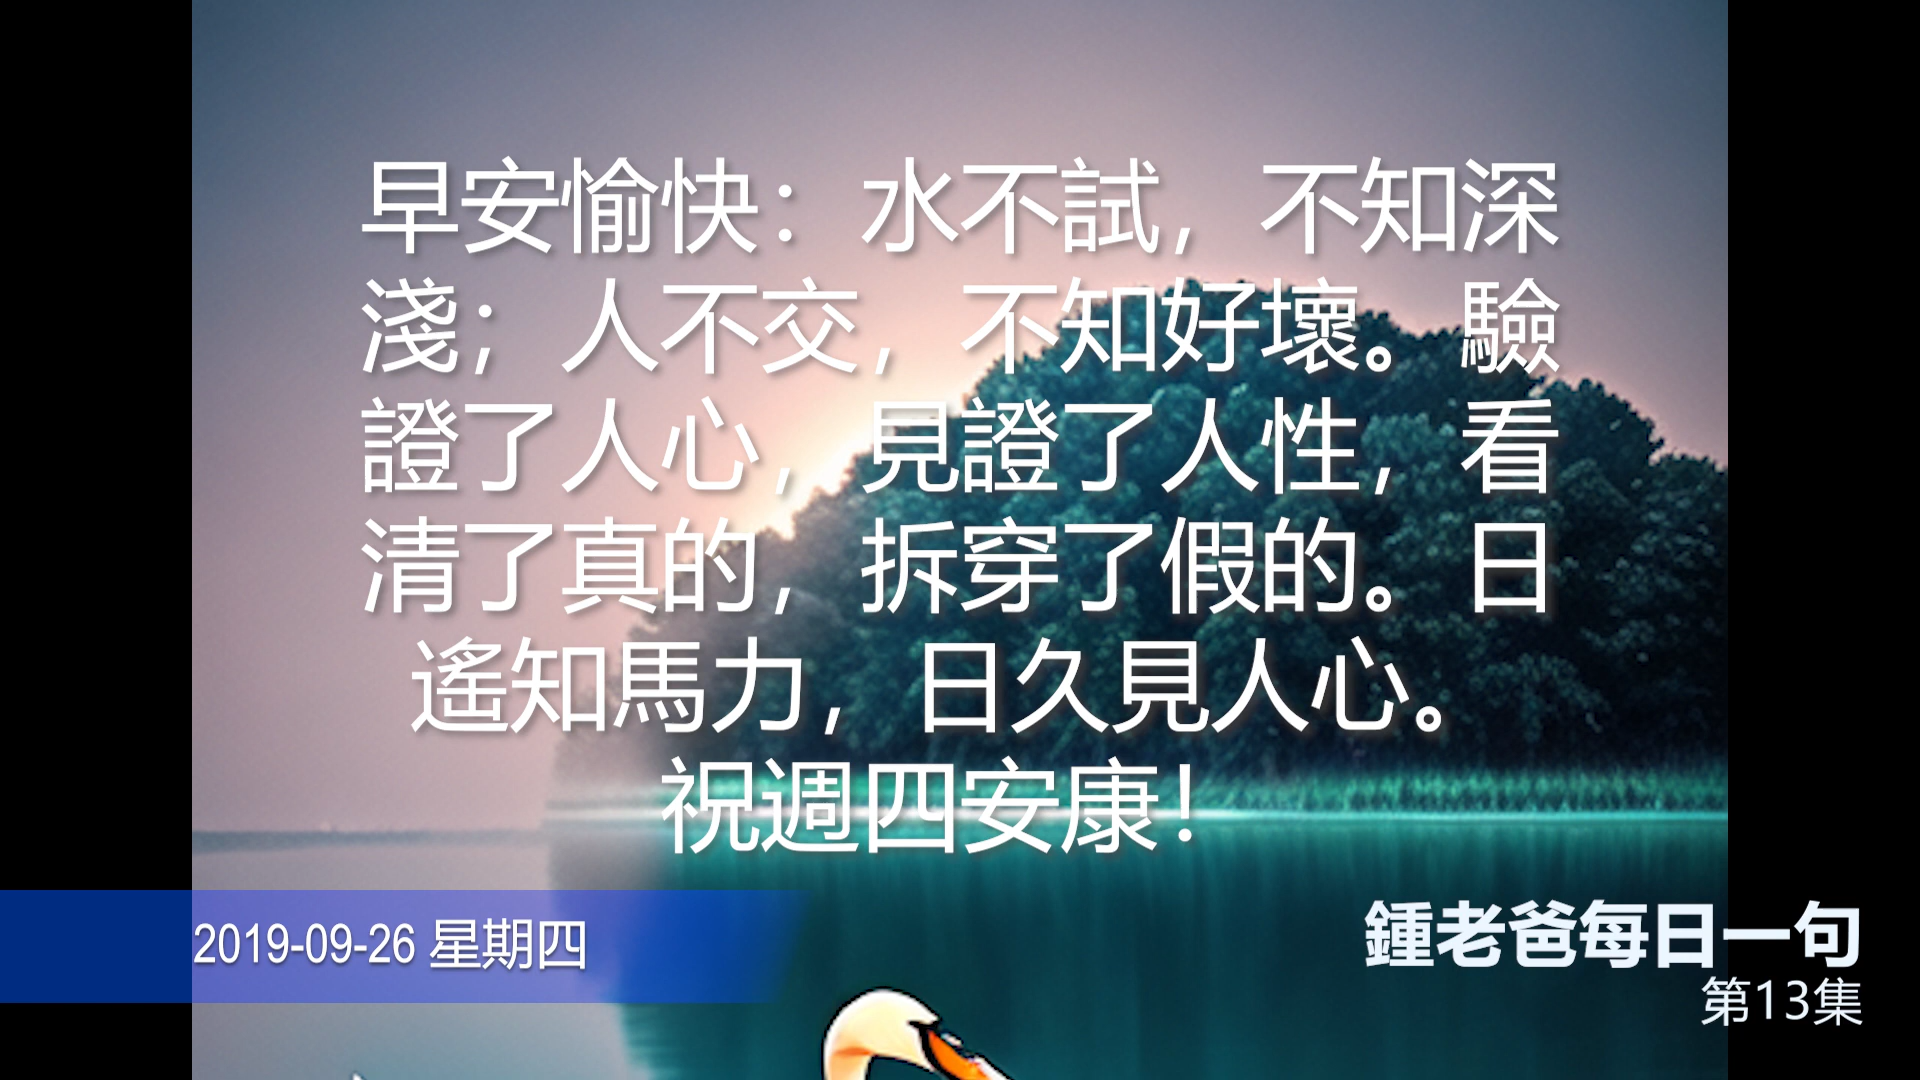 早安愉快：水不試，不知深
淺；人不交，不知好壞。驗
證了人心，見證了人性，看
清了真的，拆穿了假的。日
遙知馬力，日久見人心。
祝週四安康！
2019-09-26 星期四
鍾老爸每日一句
第13集